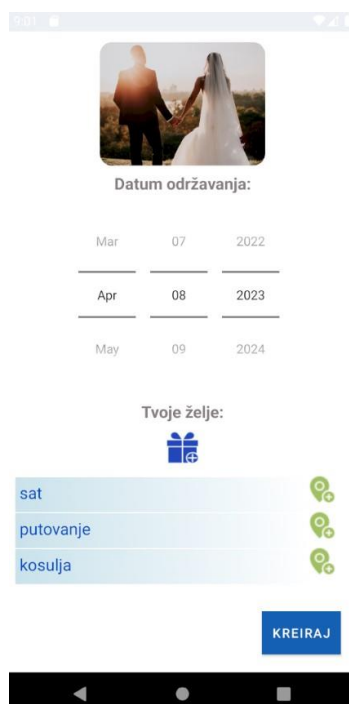 9:01
Datum održavanja:
Mar 07 2022
Apr 08 2023
May 09 2024
Tvoje želje:
sat
putovanje
kosulja
KREIRAJ